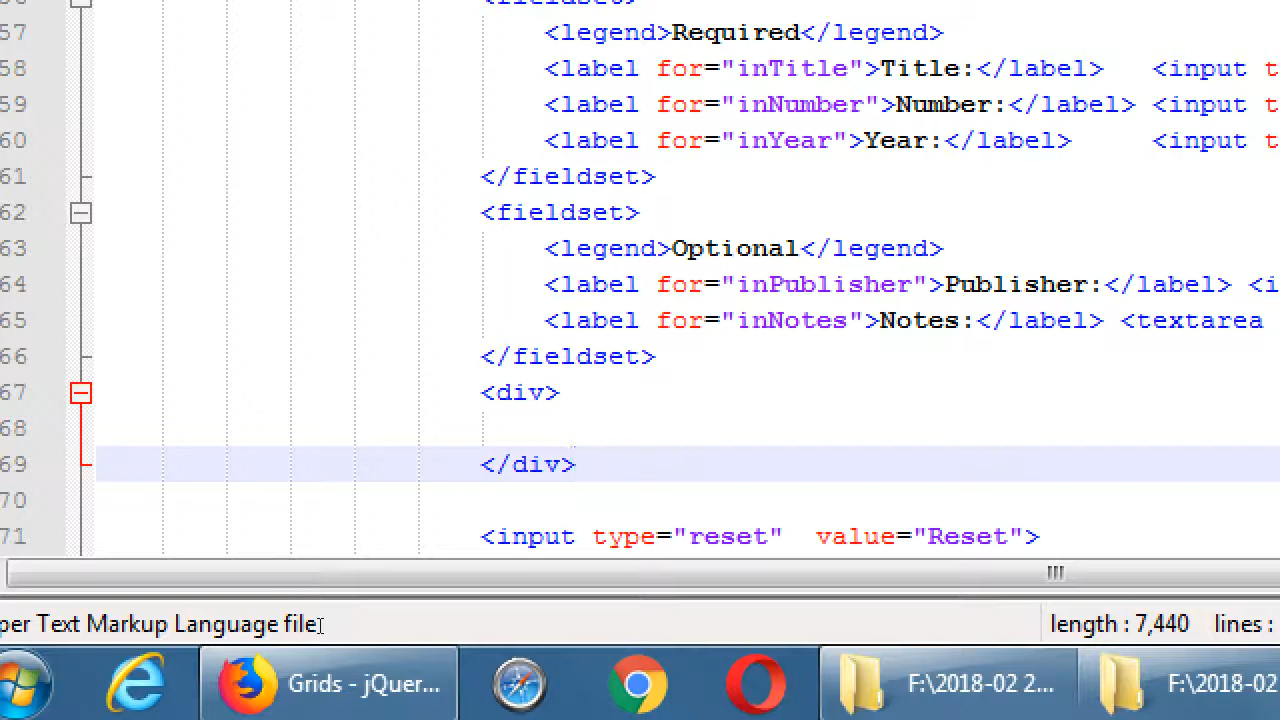 <fieldset>
57 <legend>Required</legend>
58 <label for="inTitle">Title:</label> <input t
59 <label for="inNumber">Number:</label> <input t
60 <label for="inYear">Year:</label> <input t
61 </fieldset>
62 <fieldset>
63 <legend>Optional</legend>
64 <label for="inPublisher">Publisher:</label> <i
65 <label for="inNotes">Notes:</label> <textarea
66 </fieldset>
67 <div>
68
69 </div>
70
71 <input type="reset" value="Reset">
per Text Markup Language file length : 7,440 lines :
Grids - jQuer... F:\2018-02 2... F:\2018-02